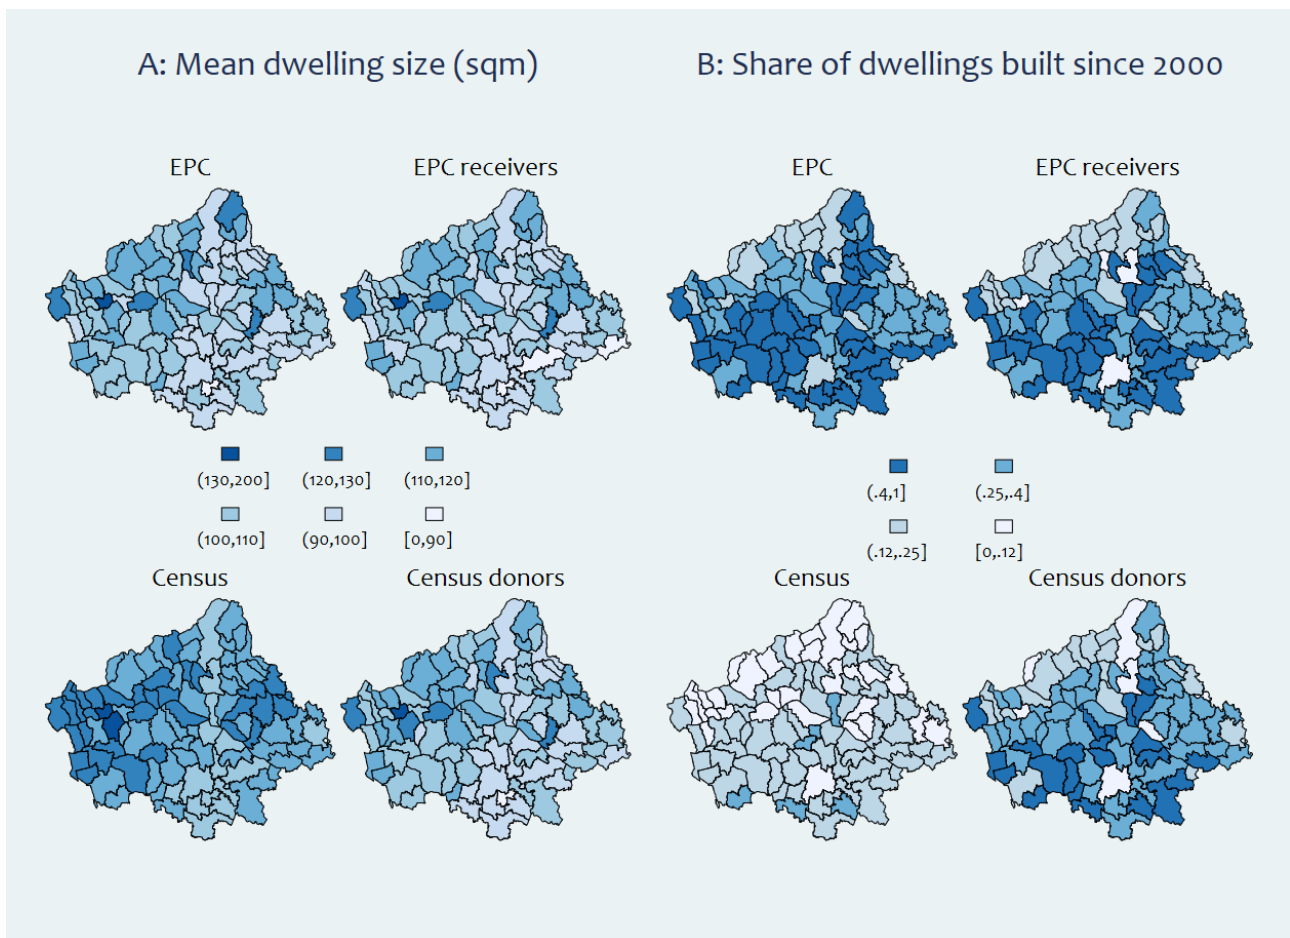 A: Mean dwelling size (sqm)
B: Share of dwellings built since 2000
EPC
EPC receivers
EPC
EPC receivers
(130,200]
(120,130]
(110,120]
(100,110]
(90,100]
[0,90]
(.4,1]
(.25,.4]
(.12,.25]
[0,.12]
Census
Census donors
Census
Census donors